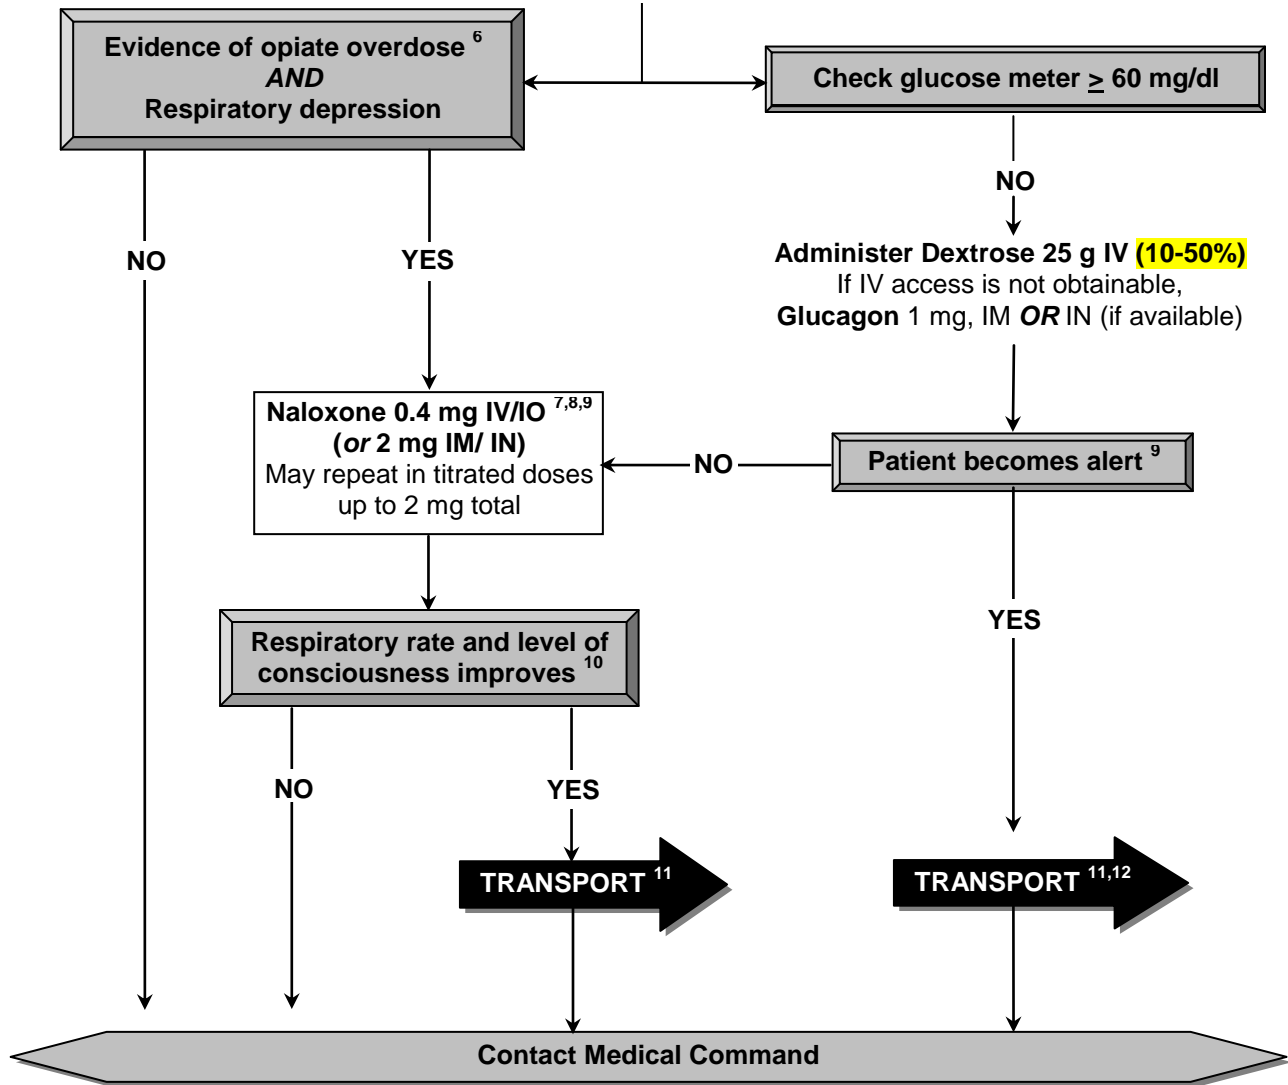 Evidence of opiate overdose 6
AND
Respiratory depression
Check glucose meter > 60 mg/dl
NO
YES
NO
Administer Dextrose 25 g IV (10-50%)
If IV access is not obtainable,
Glucagon 1 mg, IM OR IN (if available)
Naloxone 0.4 mg IV/IO 7,8,9
(or 2 mg IM/ IN)
May repeat in titrated doses
up to 2 mg total
NO
Patient becomes alert 9
Respiratory rate and level of
consciousness improves 10
YES
NO
YES
TRANSPORT 11
TRANSPORT 11,12
Contact Medical Command